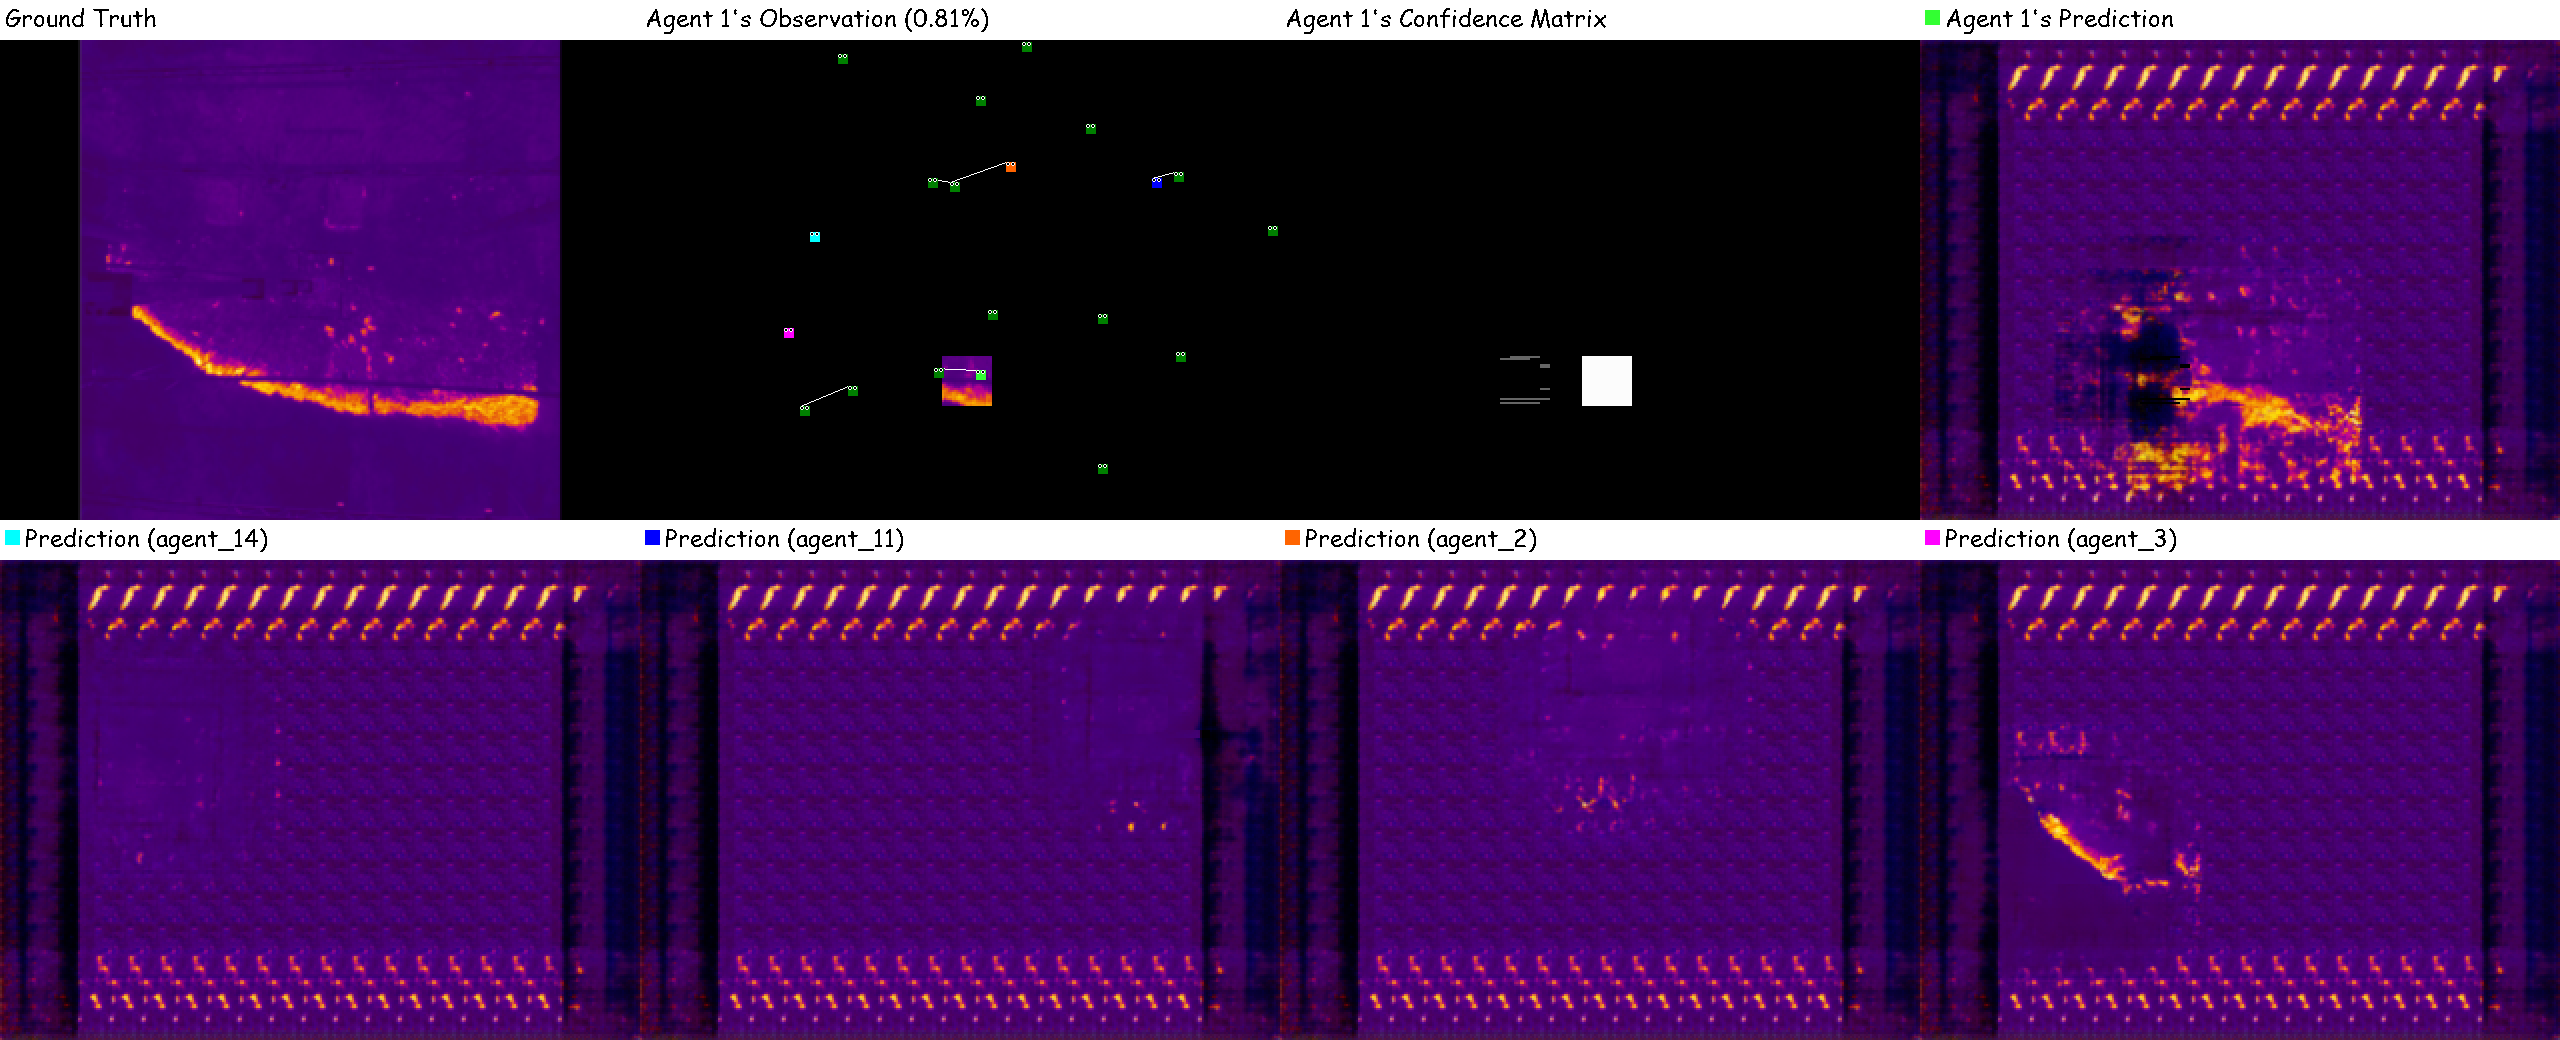 Ground Truth
Agent 1's Observation (0.81%)
Agent 1's Confidence Matrix
Agent 1's Prediction
Prediction (agent_14)
Prediction (agent_11)
Prediction (agent_2)
Prediction (agent_3)